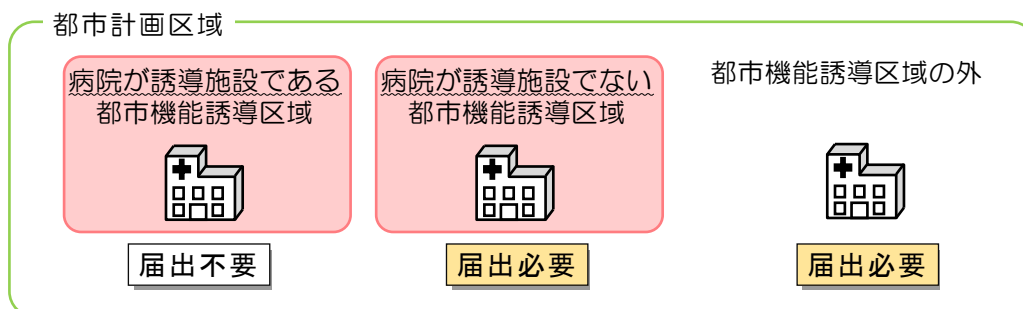 都市計画区域
病院が誘導施設である
都市機能誘導区域
届出不要
病院が誘導施設でない
都市機能誘導区域
届出必要
都市機能誘導区域の外
届出必要